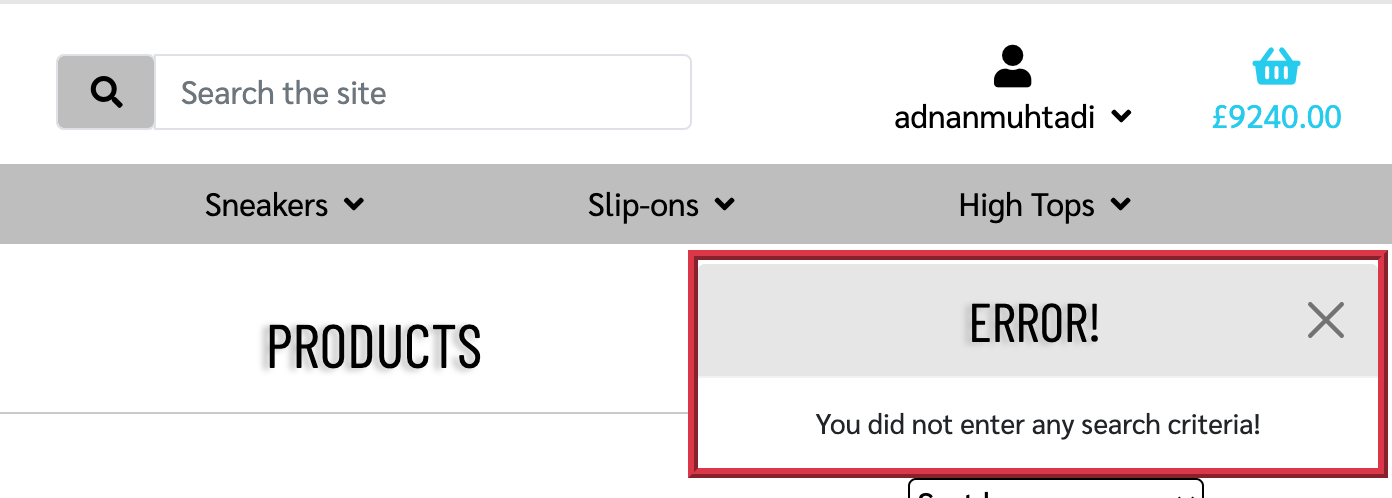 Search the site
adnanmuhtadi
£9240.00
Sneakers
Slip-ons
High Tops
PRODUCTS
ERROR!
You did not enter any search criteria!